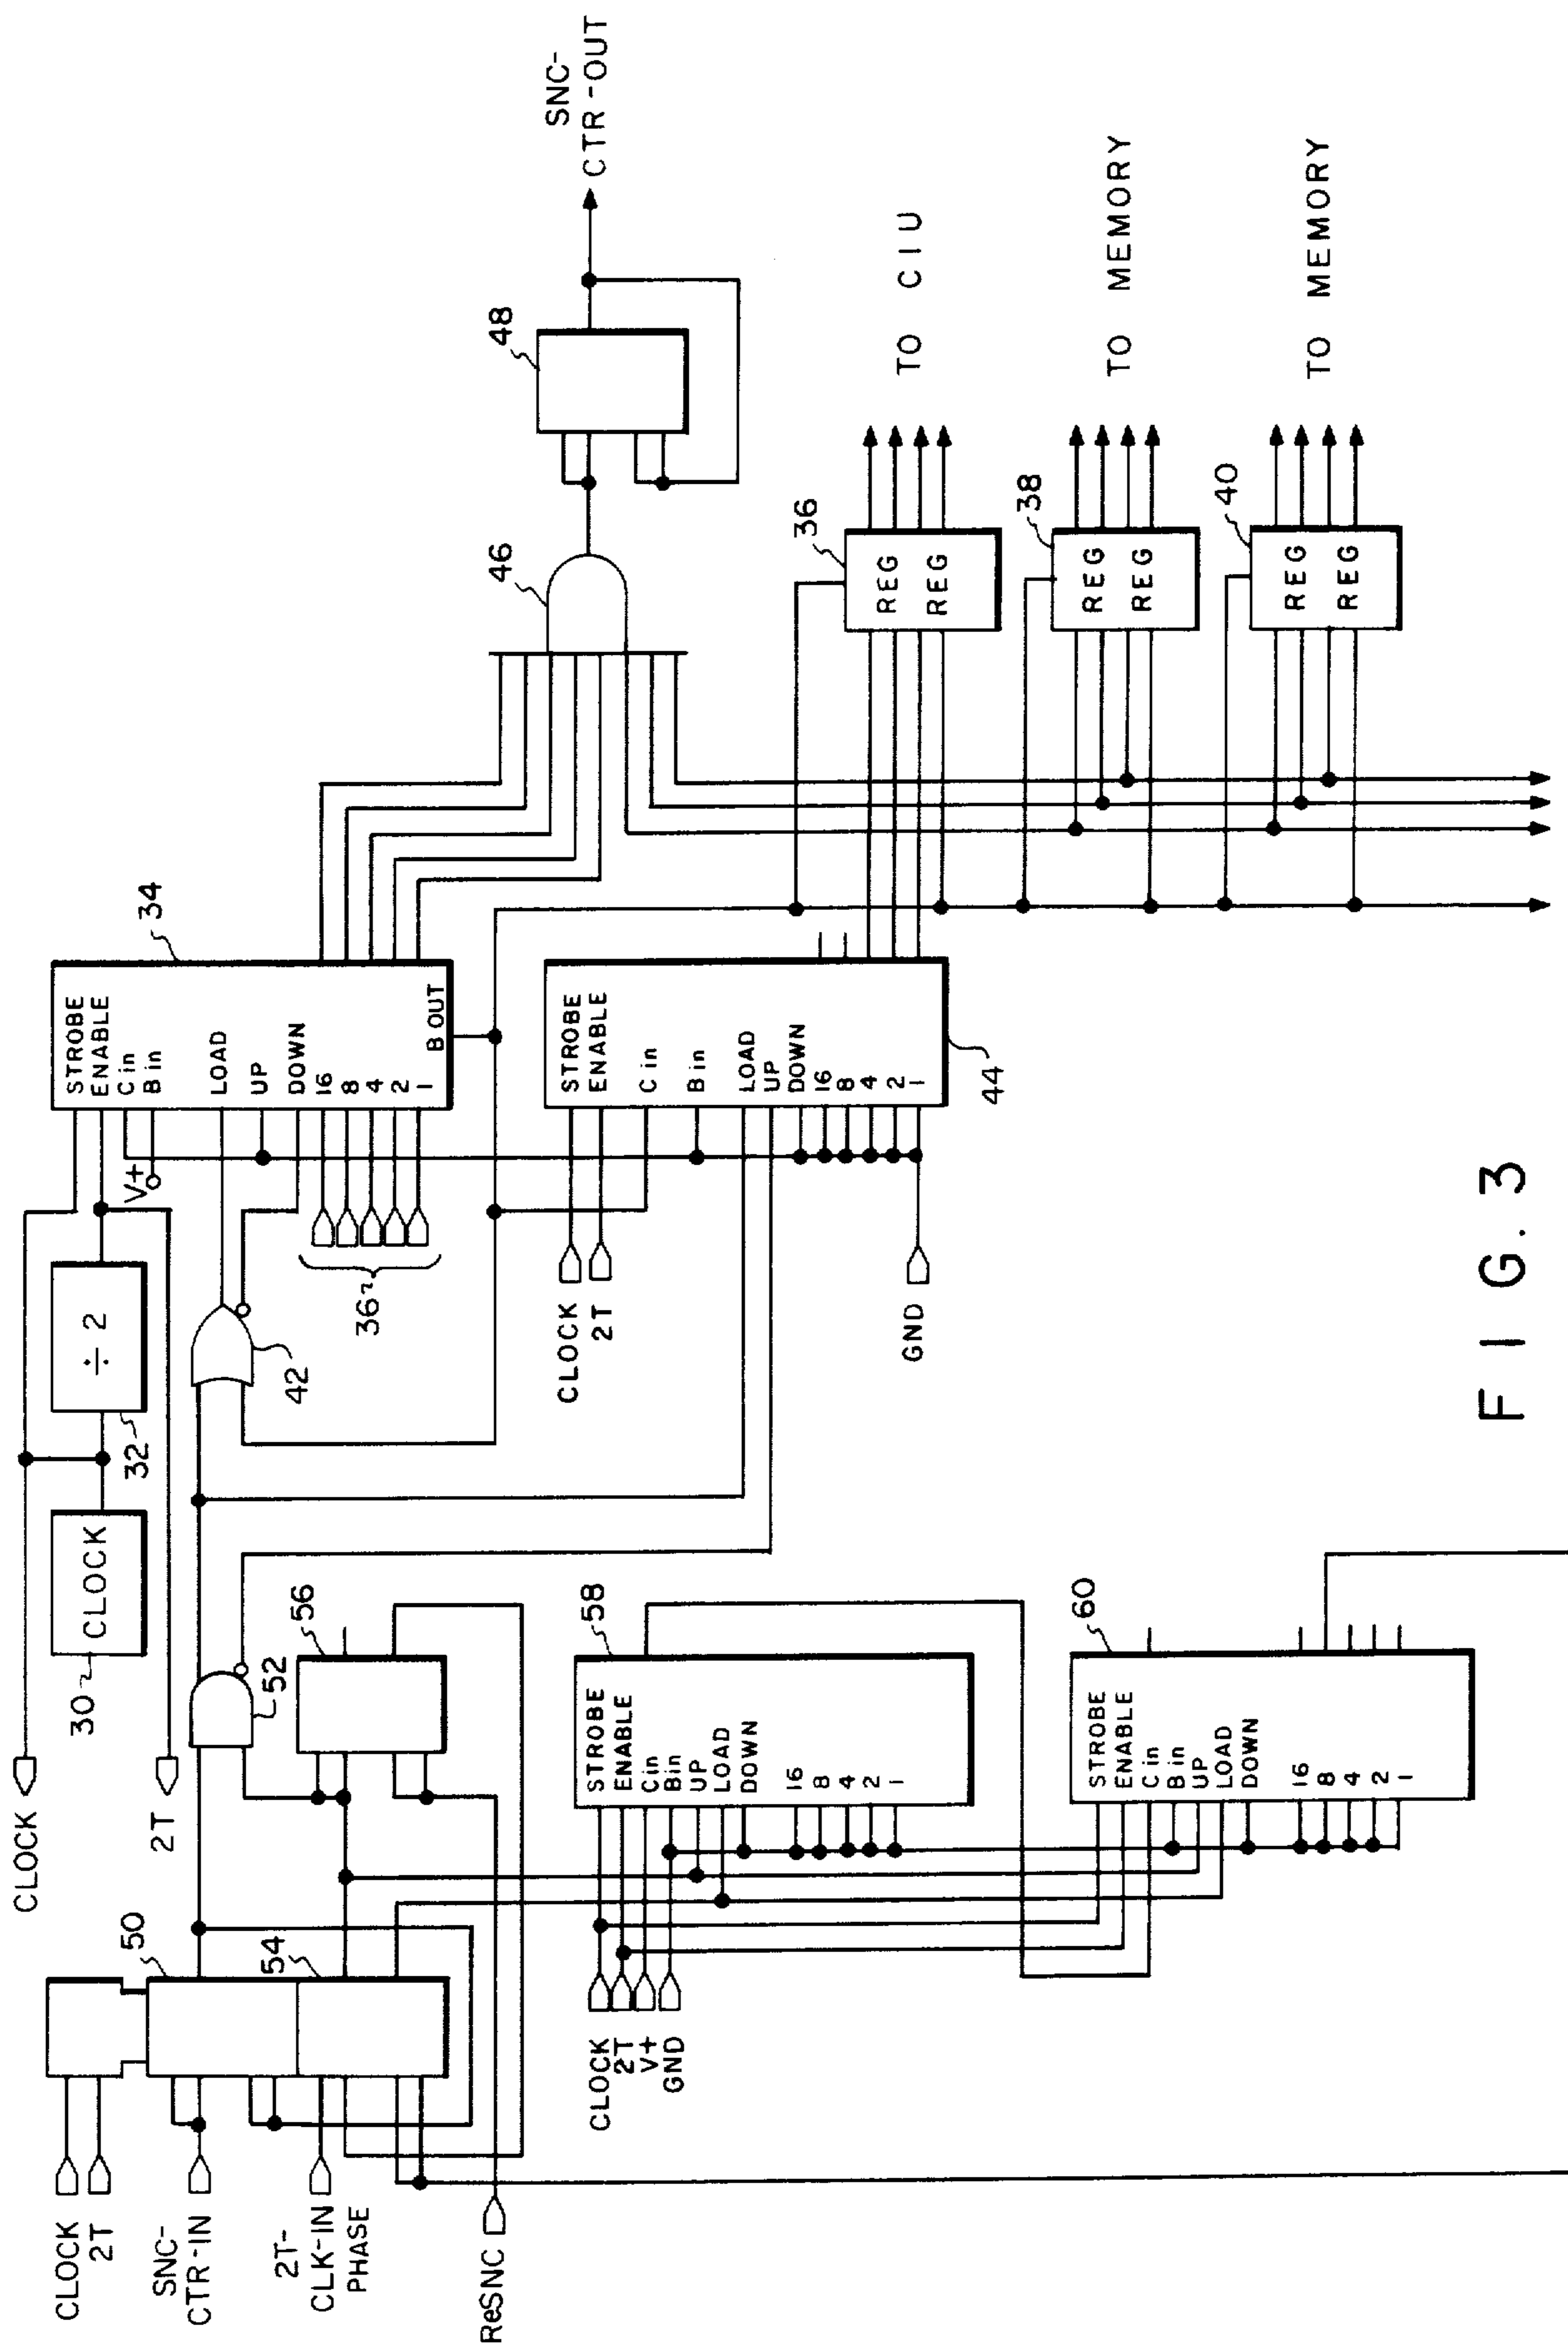 CLOCK
2T
SNC-
CTR-IN
2T-
CLK-IN
PHASE
ReSNC
50
54
CLOCK
2T
30
CLOCK
32
÷ 2
52
56
42
V+
STROBE
ENABLE
C in
B in
LOAD
UP
DOWN
16
8
4
2
1
B OUT
34
36
CLOCK
2T
GND
STROBE
ENABLE
C in
B in
LOAD
UP
DOWN
16
8
4
2
1
44
46
48
SNC-
CTR-OUT
36
REG
REG
TO CIU
38
REG
REG
TO MEMORY
40
REG
REG
TO MEMORY
CLOCK
2T
V+
GND
58
STROBE
ENABLE
Cin
Bin
UP
LOAD
DOWN
16
8
4
2
1
60
STROBE
ENABLE
C in
B in
UP
LOAD
DOWN
16
8
4
2
1
FIG. 3